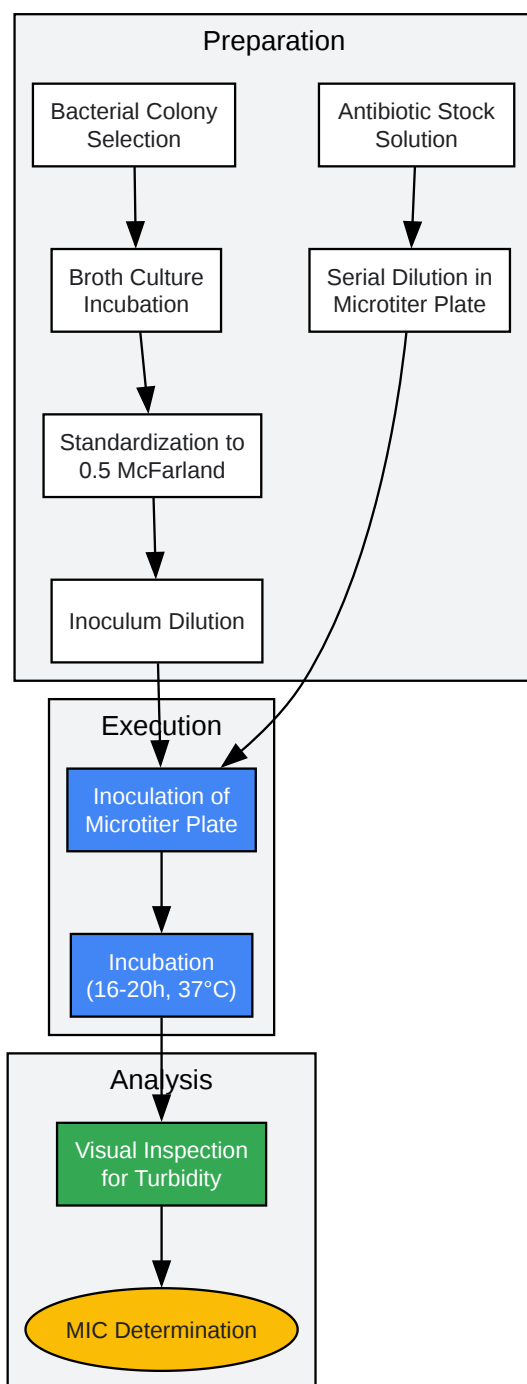 Preparation
Bacterial Colony
Selection
Antibiotic Stock
Solution
Broth Culture
Incubation
Serial Dilution in
Microtiter Plate
Standardization to
0.5 McFarland
Inoculum Dilution
Execution
Inoculation of
Microtiter Plate
Incubation
(16-20h, 37°C)
Analysis
Visual Inspection
for Turbidity
MIC Determination